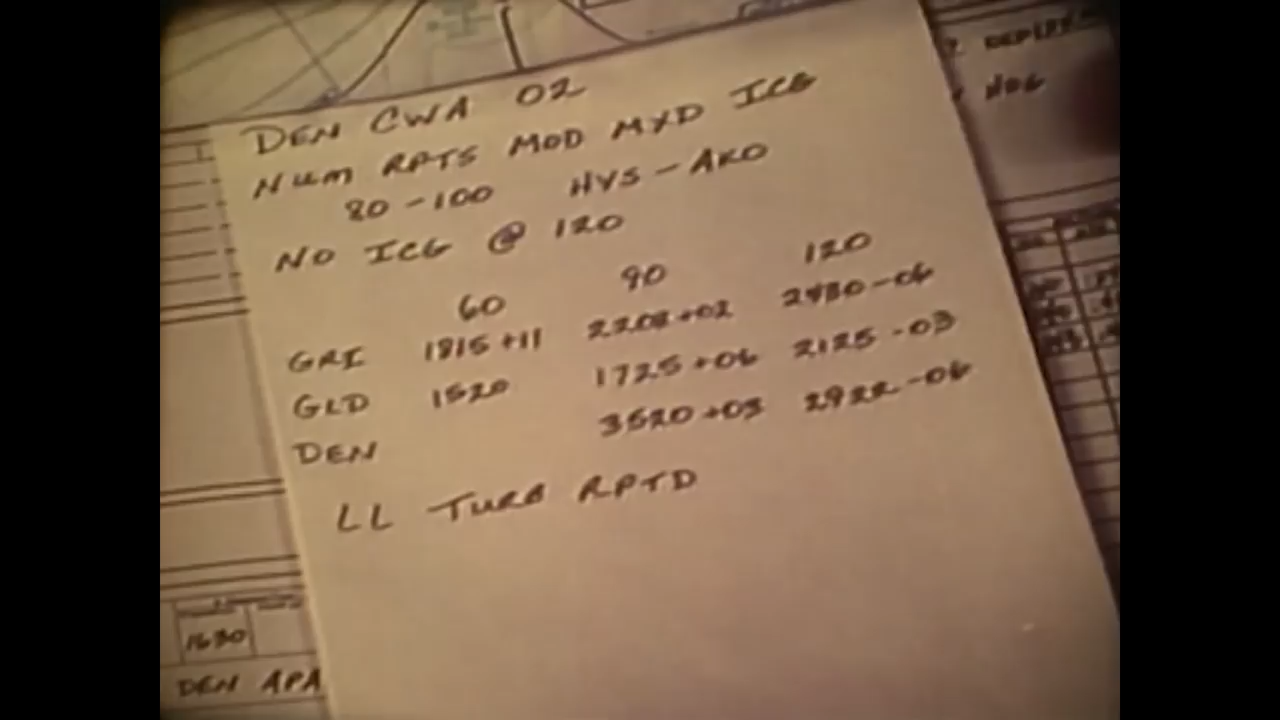 DEN CWA 02
NUM RPTS MOD MXD ICG
80-100 HYS-AKO
NO ICG @ 120
60 90 120
GRI 1815+11 2208+02 2430-06
GLD 1520 1725+06 2125-03
DEN 3520+03 2922-06
LL TURB RPTD
1630
DEN APA